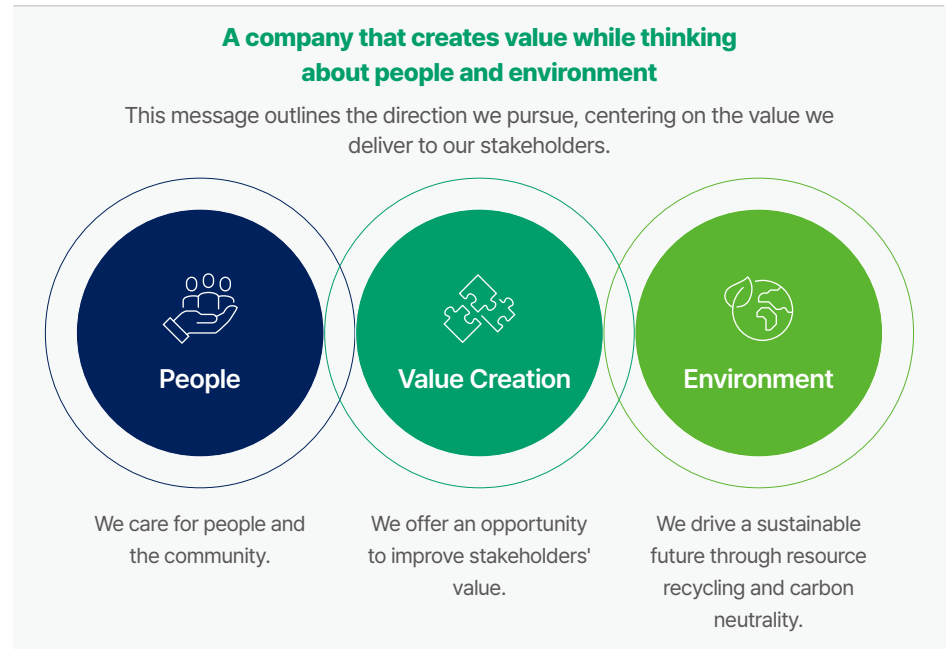 A company that creates value while thinking
about people and environment
This message outlines the direction we pursue, centering on the value we
deliver to our stakeholders.
People
Value Creation
Environment
We care for people and
the community.
We offer an opportunity
to improve stakeholders'
value.
We drive a sustainable
future through resource
recycling and carbon
neutrality.